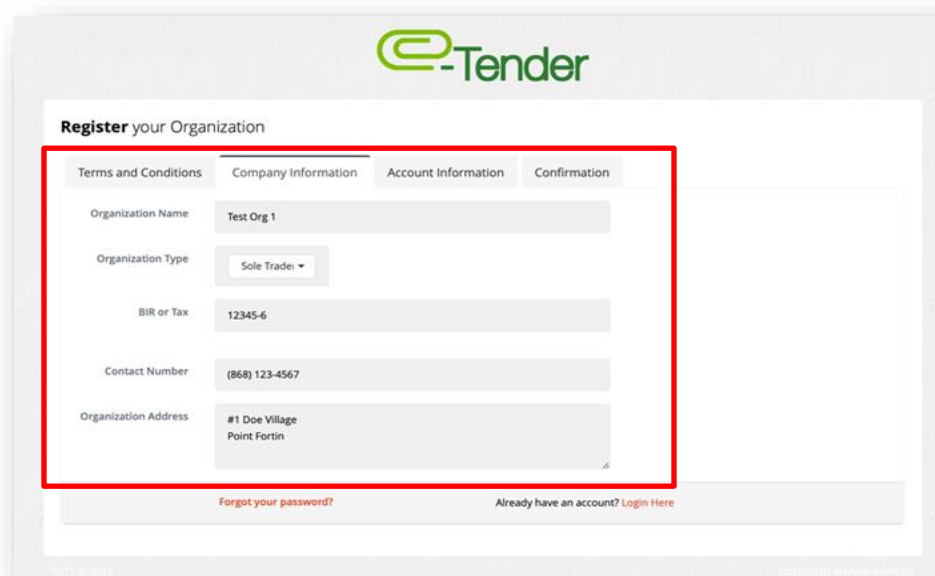 e-Tender
Register your Organization
Terms and Conditions Company Information Account Information Confirmation
Organization Name Test Org 1
Organization Type Sole Trade
BIR or Tax 12345-6
Contact Number (868) 123-4567
Organization Address #1 Doe Village
Point Fortin
Forgot your password? Already have an account? Login Here